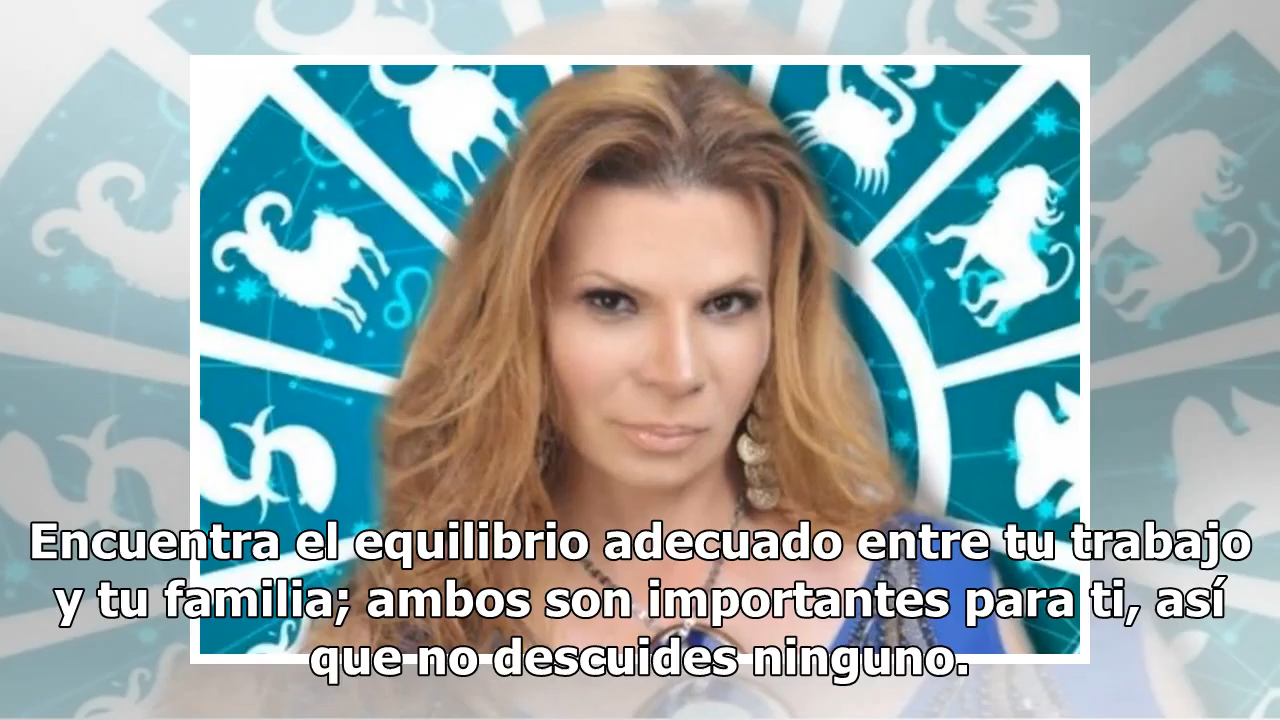 Encuentra el equilibrio adecuado entre tu trabajo
y tu familia; ambos son importantes para ti, así
que no descuides ninguno.